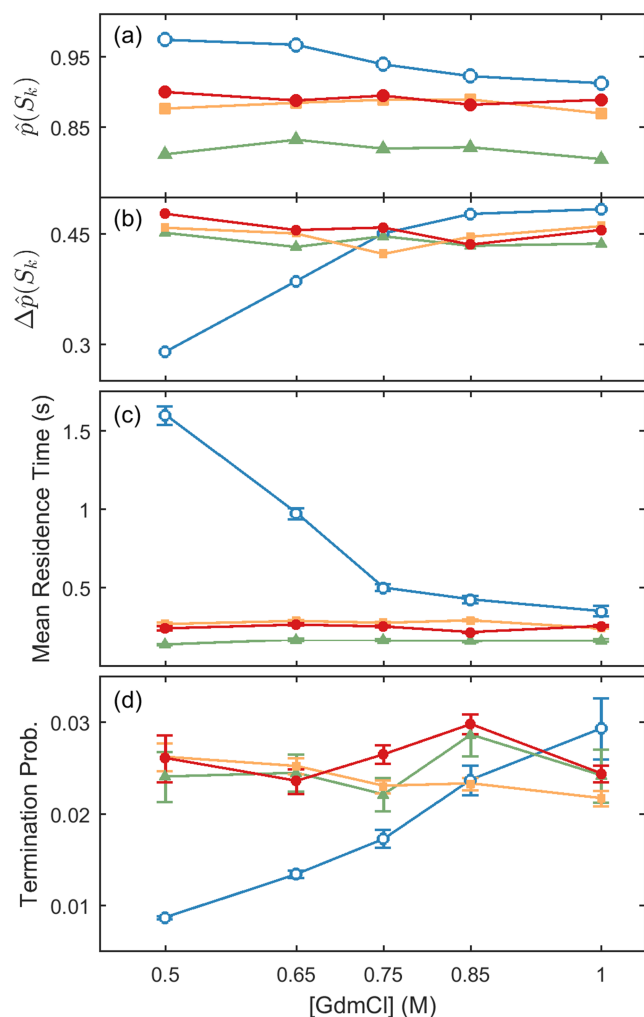 (a)
0.95
0.85
p̂(S_k)
(b)
0.45
0.3
Δp̂(S_k)
(c)
1.5
1
0.5
Mean Residence Time (s)
(d)
0.03
0.02
0.01
Termination Prob.
0.5 0.65 0.75 0.85 1
[GdmCl] (M)